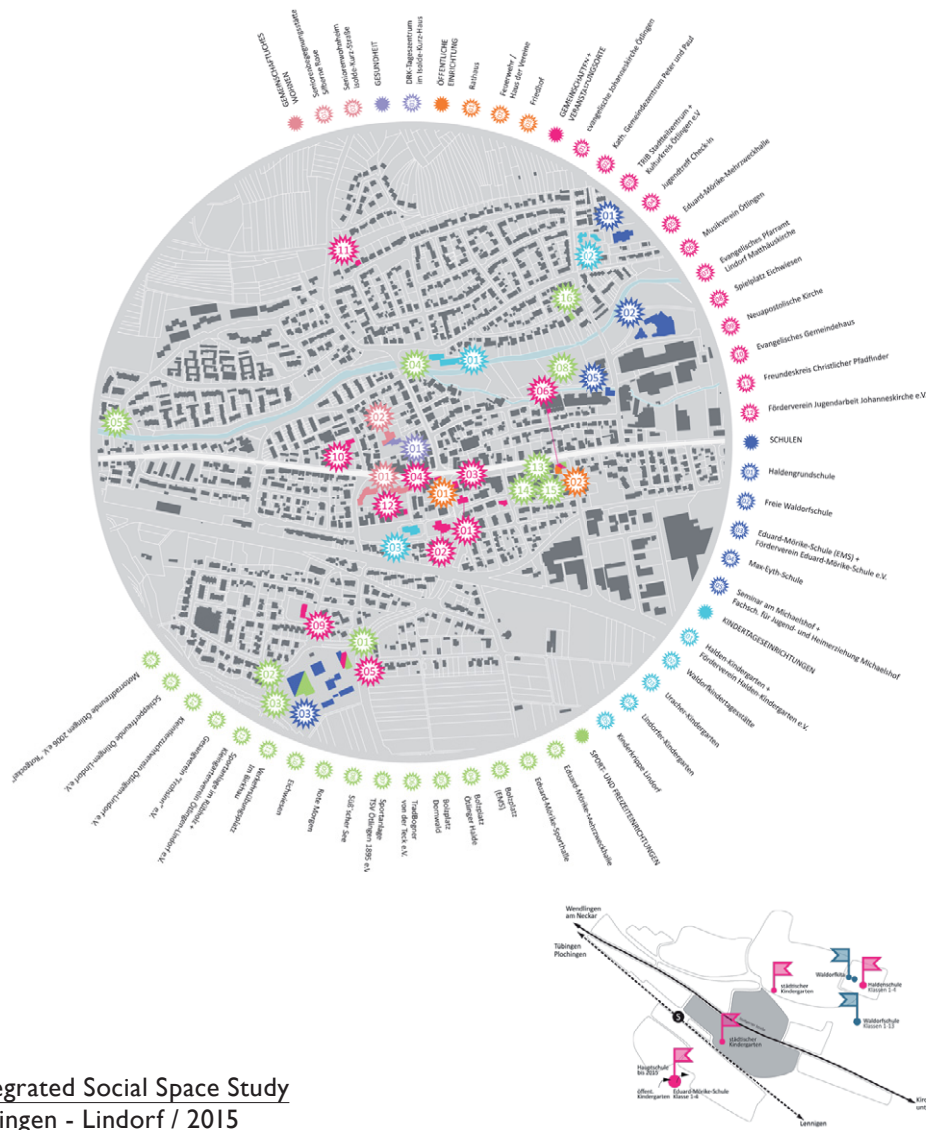 GEMEINSCHAFTLICHES
WOHNEN
Seniorenbegegnungsstätte
Silberne Rose
Seniorenwohnheim
Isolde-Kurz-Straße
GESUNDHEIT
DRK-Tageszentrum
im Isolde-Kurz-Haus
ÖFFENTLICHE
EINRICHTUNG
Rathaus
Feuerwehr /
Haus der Vereine
Friedhof
GEMEINSCHAFTEN +
VERANSTALTUNGSORTE
evangelische Johanneskirche Ötlingen
Kath. Gemeindezentrum Peter und Paul
TRIB Stadtteilzentrum +
Kulturkreis Ötlingen e.V
Jugendtreff Check-in
Eduard-Mörike-Mehrzweckhalle
Musikverein Ötlingen
Evangelisches Pfarramt
Lindorf Matthäuskirche
Spielplatz Eichwiesen
Neuapostolische Kirche
Evangelisches Gemeindehaus
Freundeskreis Christlicher Pfadfinder
Förderverein Jugendarbeit Johanneskirche e.V.
SCHULEN
Haldengrundschule
Freie Waldorfschule
Eduard-Mörike-Schule (EMS) +
Förderverein Eduard-Mörike-Schule e.V.
Max-Eyth-Schule
Seminar am Michaelshof +
Fachsch. für Jugend- und Heimerziehung Michaelshof
KINDERTAGESEINRICHTUNGEN
Halden-Kindergarten +
Förderverein Halden-Kindergarten e.V.
Waldorfkindertagesstätte
Uracher-Kindergarten
Lindorfer-Kindergarten
Kinderkrippe Lindorf
SPORT- UND FREIZEITEINRICHTUNGEN
Eduard-Mörike-Mehrzweckhalle
Eduard-Mörike-Sporthalle
Bolzplatz
(EMS)
Bolzplatz
Ötlinger Halde
Bolzplatz
Dornwald
TradBogner
von der Teck e.V.
Sportanlage
TSV Ötlingen 1895 e.V
Süß'scher See
Rote Morgen
Eichwiesen
Verkehrsübungsplatz
im Birkhau
Sportanlage im Rübholz +
Kleingartenverein Ötlingen-Lindorf e.V.
Gesangverein "Frohsinn" e.V.
Kleintierzuchtverein Ötlingen-Lindorf e.V.
Schlepperfreunde Ötlingen-Lindorf e.V.
Motorradfreunde Ötlingen 2006 e.V.
01
02
11
16
02
04
01
08
05
06
05
02
10
01
01
04
03
13
14
15
02
12
01
03
02
01
09
01
05
02
03
03
Wendlingen
am Neckar
Tübingen
Plochingen
städtischer
Kindergarten
WaldorfKita
Haldenschule
Klassen 1-4
Waldorfschule
Klassen 1-13
S
städtischer
Kindergarten
Hauptschule
bis 2010
öffent.
Kindergarten
Eduard-Mörike-Schule
Klasse 1-6
Lennigen
egrated Social Space Study
ingen - Lindorf / 2015